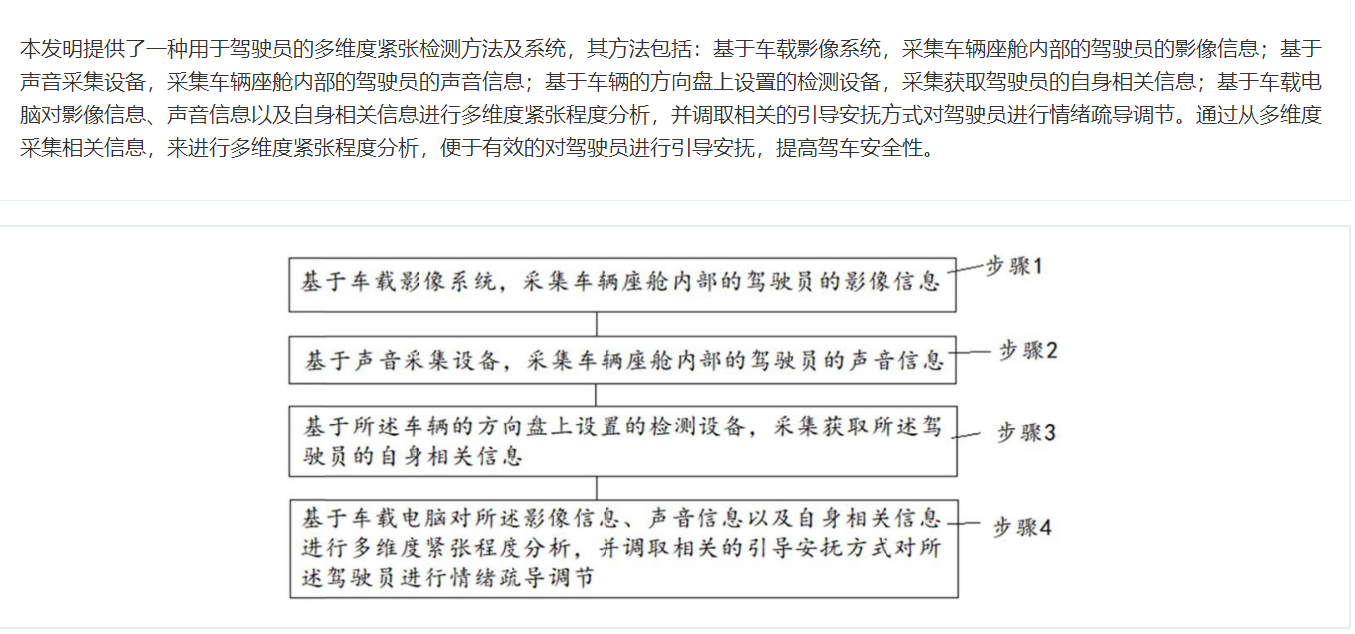 本发明提供了一种用于驾驶员的多维度紧张检测方法及系统，其方法包括：基于车载影像系统，采集车辆座舱内部的驾驶员的影像信息；基于
声音采集设备，采集车辆座舱内部的驾驶员的声音信息；基于车辆的方向盘上设置的检测设备，采集获取驾驶员的自身相关信息；基于车载电
脑对影像信息、声音信息以及自身相关信息进行多维度紧张程度分析，并调取相关的引导安抚方式对驾驶员进行情绪疏导调节。通过从多维度
采集相关信息，来进行多维度紧张程度分析，便于有效的对驾驶员进行引导安抚，提高驾车安全性。
基于车载影像系统，采集车辆座舱内部的驾驶员的影像信息
步骤1
基于声音采集设备，采集车辆座舱内部的驾驶员的声音信息
步骤2
基于所述车辆的方向盘上设置的检测设备，采集获取所述驾
驶员的自身相关信息
步骤3
基于车载电脑对所述影像信息、声音信息以及自身相关信息
进行多维度紧张程度分析，并调取相关的引导安抚方式对所
述驾驶员进行情绪疏导调节
步骤4